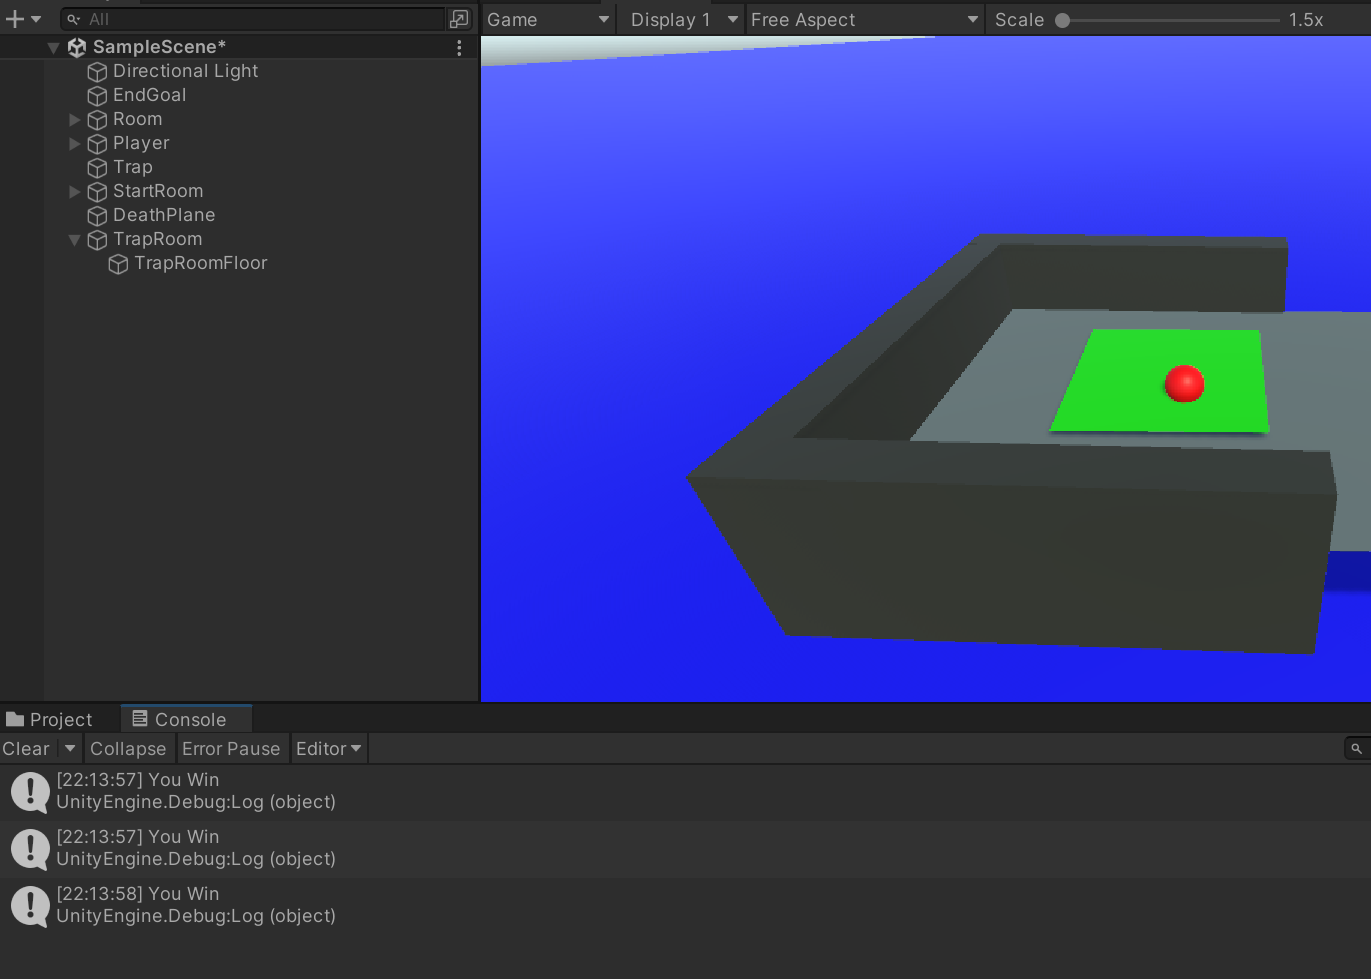 All
Game
Display 1
Free Aspect
Scale
1.5x
SampleScene*
Directional Light
EndGoal
Room
Player
Trap
StartRoom
DeathPlane
TrapRoom
TrapRoomFloor
Project
Console
Clear
Collapse
Error Pause
Editor
[22:13:57] You Win
UnityEngine.Debug:Log (object)
[22:13:57] You Win
UnityEngine.Debug:Log (object)
[22:13:58] You Win
UnityEngine.Debug:Log (object)